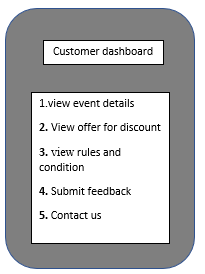 Customer dashboard
1.view event details
2. View offer for discount
3. view rules and
condition
4. Submit feedback
5. Contact us